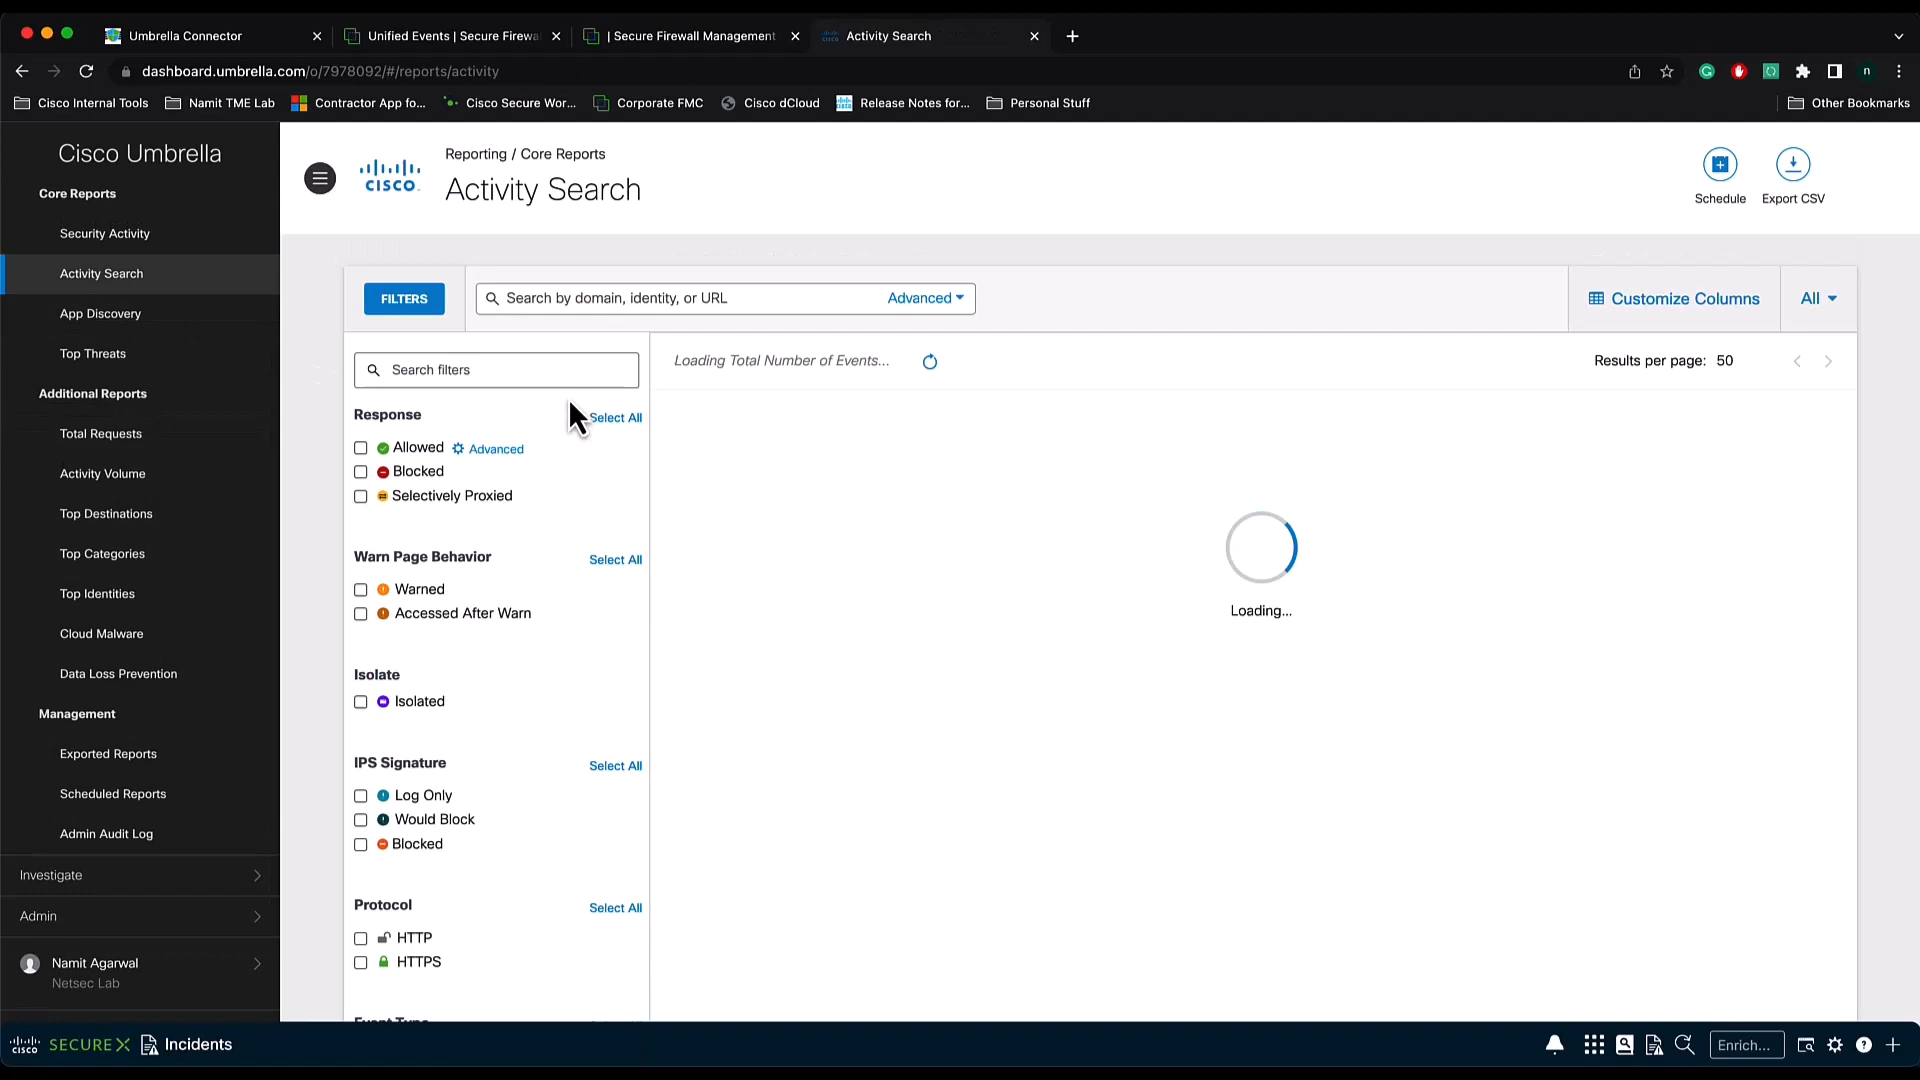 Umbrella Connector
Unified Events | Secure Firewa
| Secure Firewall Management
Activity Search
dashboard.umbrella.com/o/7978092/#/reports/activity
n
Cisco Internal Tools
Namit TME Lab
Contractor App fo...
Cisco Secure Wor...
Corporate FMC
Cisco dCloud
Release Notes for...
Personal Stuff
Other Bookmarks
Cisco Umbrella
Core Reports
Security Activity
Activity Search
App Discovery
Top Threats
Additional Reports
Total Requests
Activity Volume
Top Destinations
Top Categories
Top Identities
Cloud Malware
Data Loss Prevention
Management
Exported Reports
Scheduled Reports
Admin Audit Log
Investigate
Admin
Namit Agarwal
Netsec Lab
CISCO
Reporting / Core Reports
Activity Search
Schedule
Export CSV
FILTERS
Search by domain, identity, or URL
Advanced
Customize Columns
All
Search filters
Loading Total Number of Events...
Results per page: 50
Response
Select All
Allowed
Advanced
Blocked
Selectively Proxied
Warn Page Behavior
Select All
Warned
Accessed After Warn
Isolate
Isolated
IPS Signature
Select All
Log Only
Would Block
Blocked
Protocol
Select All
HTTP
HTTPS
Event Type
Loading...
CISCO SECUREX Incidents
Enrich...